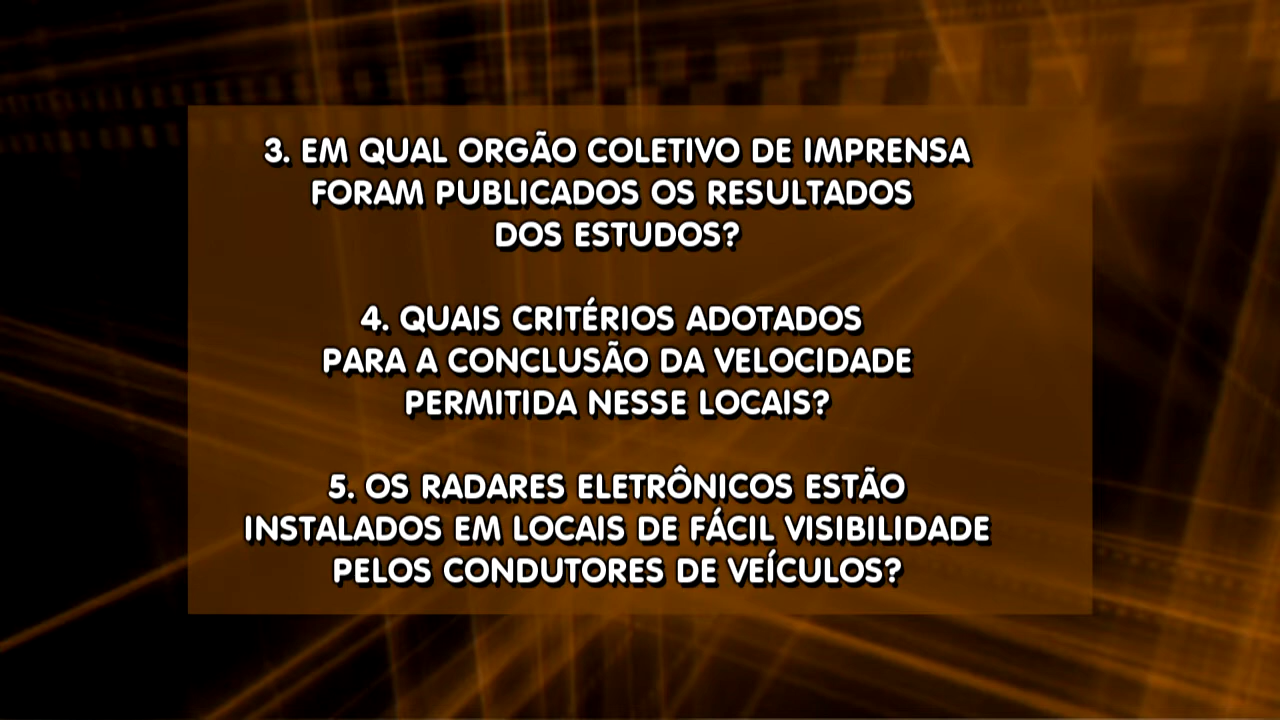 3. EM QUAL ORGÃO COLETIVO DE IMPRENSA
FORAM PUBLICADOS OS RESULTADOS
DOS ESTUDOS?
4. QUAIS CRITÉRIOS ADOTADOS
PARA A CONCLUSÃO DA VELOCIDADE
PERMITIDA NESSE LOCAIS?
5. OS RADARES ELETRÔNICOS ESTÃO
INSTALADOS EM LOCAIS DE FÁCIL VISIBILIDADE
PELOS CONDUTORES DE VEÍCULOS?